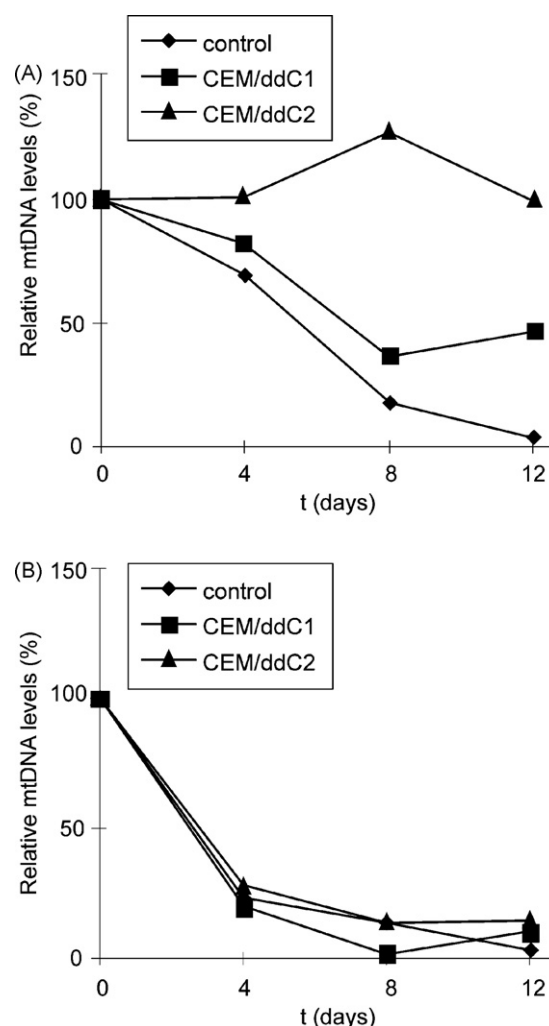 (A)
control
CEM/ddC1
CEM/ddC2
Relative mtDNA levels (%)
150
100
50
0
0 4 8 12
t (days)
(B)
control
CEM/ddC1
CEM/ddC2
Relative mtDNA levels (%)
150
100
50
0
0 4 8 12
t (days)